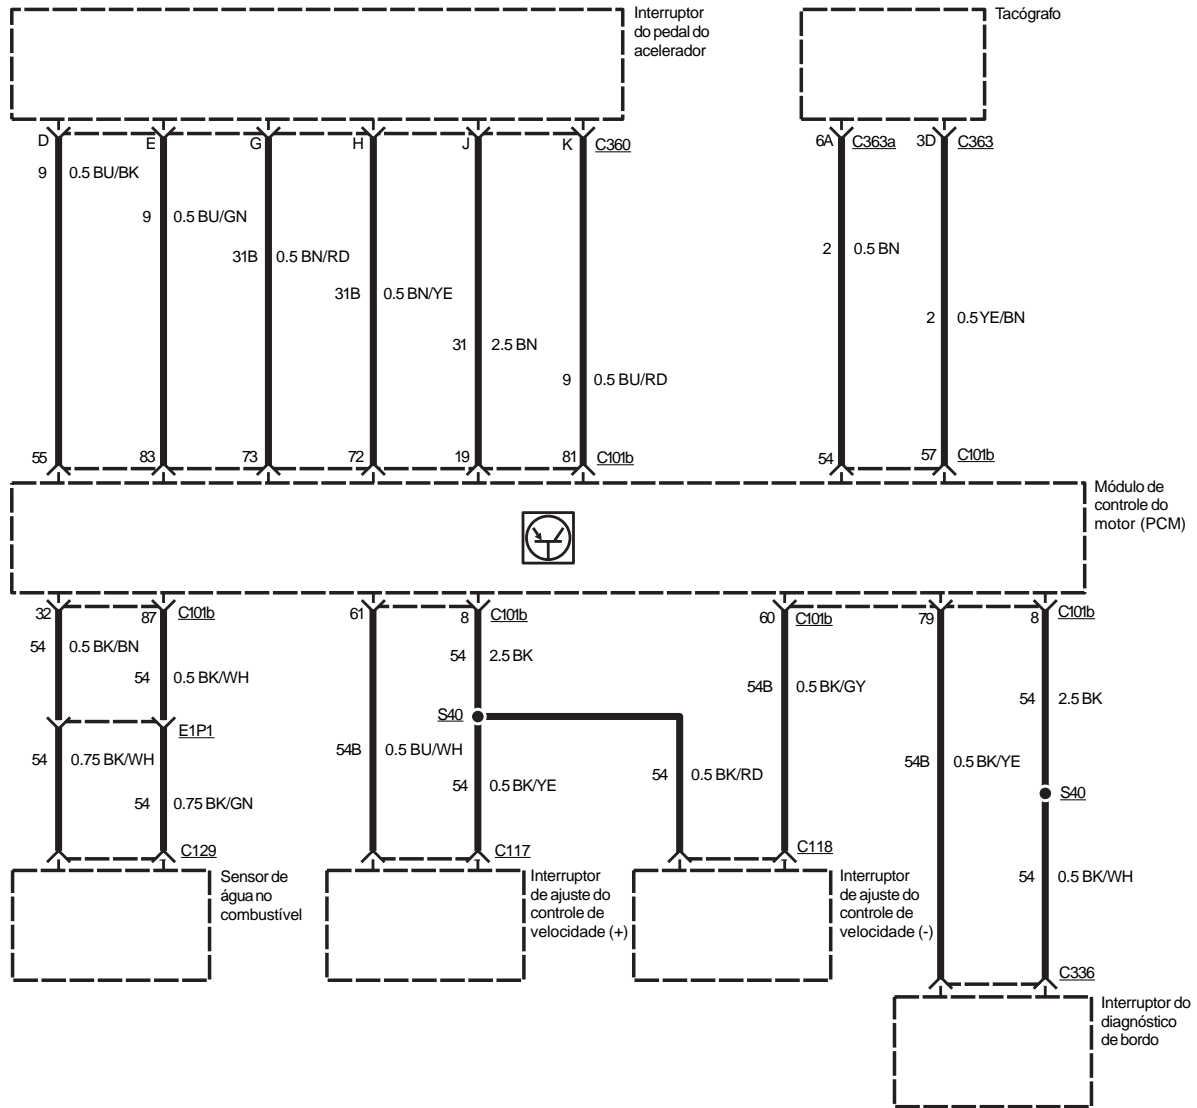 Interruptor
do pedal do
acelerador
Tacógrafo
D
E
G
H
J
K
C360
6A
C363a
3D
C363
9
0.5 BU/BK
9
0.5 BU/GN
31B
0.5 BN/RD
31B
0.5 BN/YE
31
2.5 BN
9
0.5 BU/RD
2
0.5 BN
2
0.5 YE/BN
55
83
73
72
19
81
C101b
54
57
C101b
Módulo de
controle do
motor (PCM)
32
87
C101b
61
8
C101b
60
C101b
79
8
C101b
54
0.5 BK/BN
54
0.5 BK/WH
54
2.5 BK
54B
0.5 BK/GY
54
2.5 BK
E1P1
S40
54
0.75 BK/WH
54
0.75 BK/GN
54B
0.5 BU/WH
54
0.5 BK/YE
54
0.5 BK/RD
54B
0.5 BK/YE
S40
C129
C117
C118
54
0.5 BK/WH
Sensor de
água no
combustível
Interruptor
de ajuste do
controle de
velocidade (+)
Interruptor
de ajuste do
controle de
velocidade (-)
C336
Interruptor do
diagnóstico
de bordo